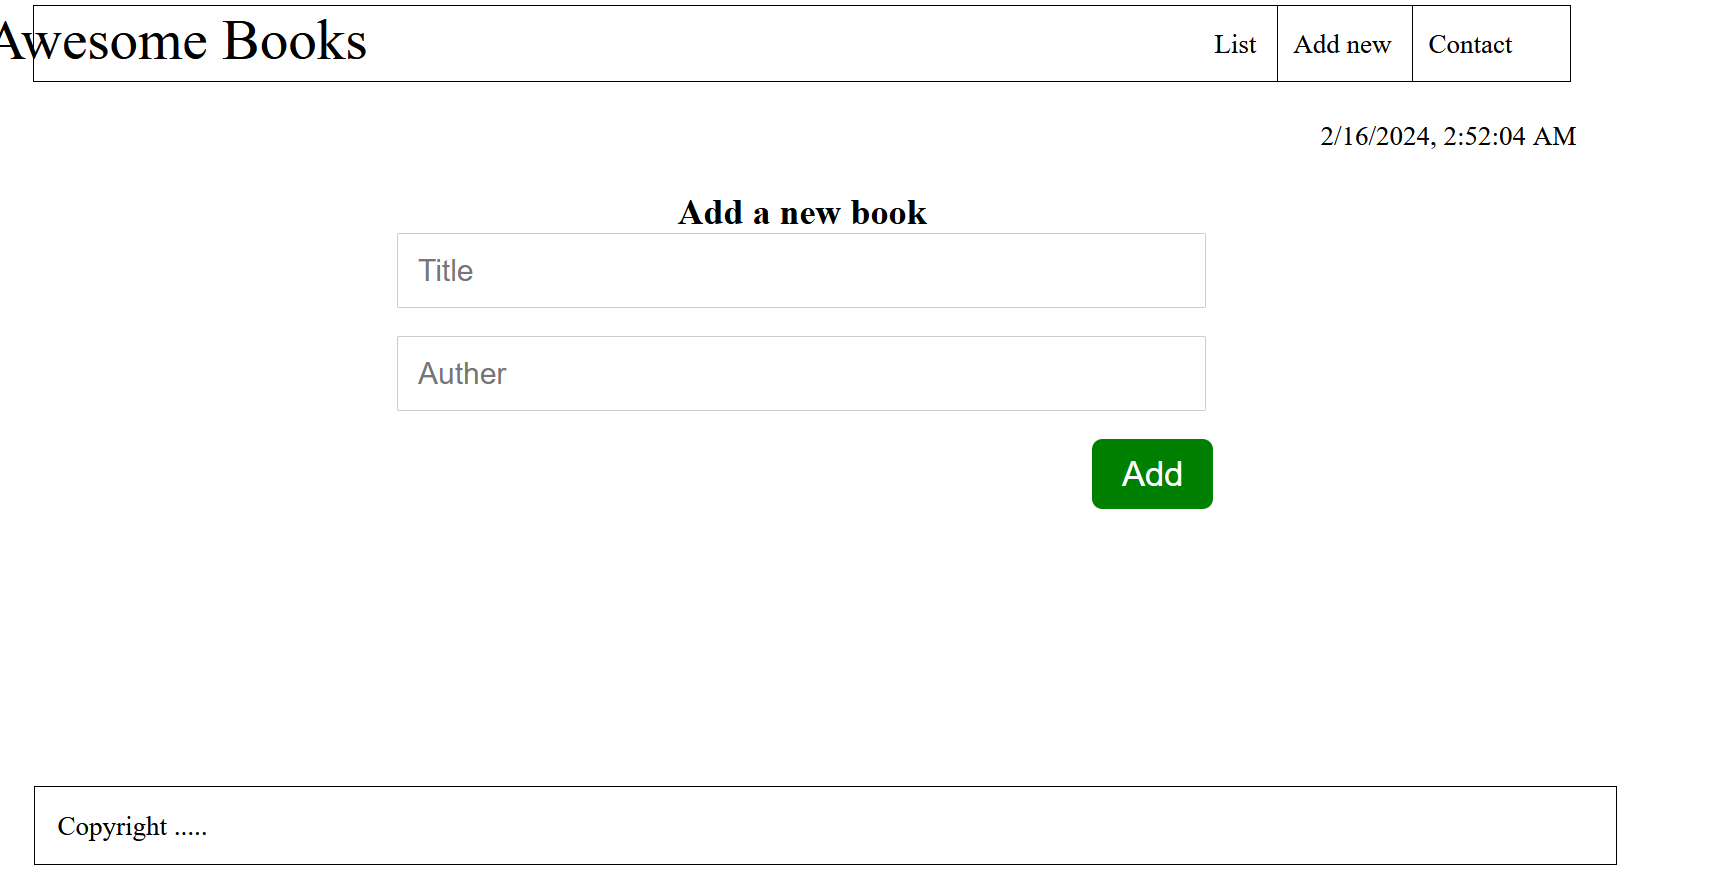 Awesome Books
List
Add new
Contact
2/16/2024, 2:52:04 AM
Add a new book
Title
Auther
Add
Copyright .....